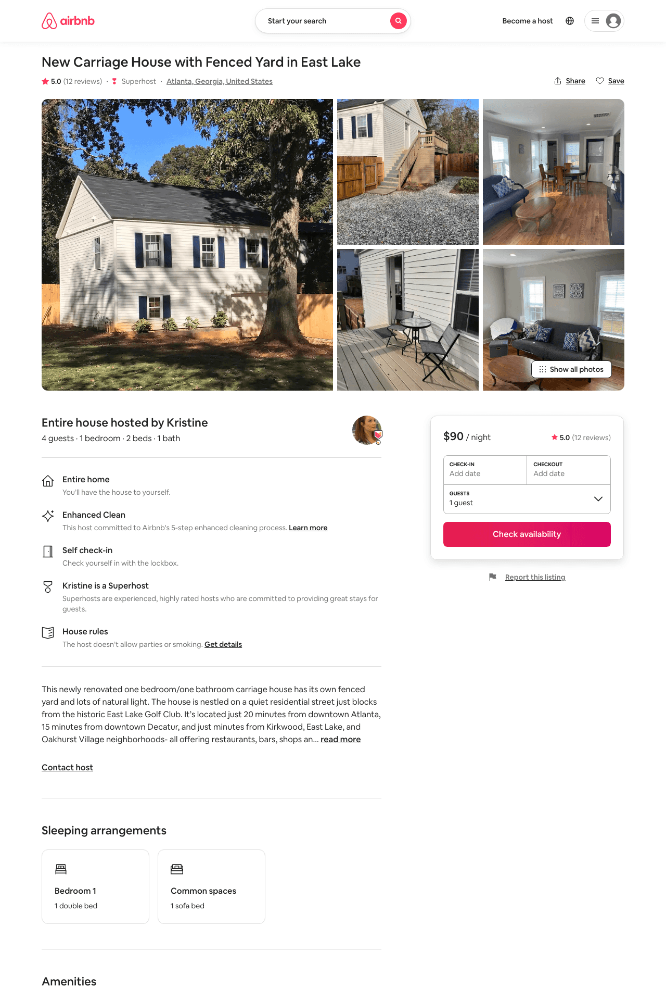 airbnb
Start your search
Become a host
New Carriage House with Fenced Yard in East Lake
5.0 (12 reviews) · Superhost · Atlanta, Georgia, United States
Share
Save
Show all photos
Entire house hosted by Kristine
4 guests · 1 bedroom · 2 beds · 1 bath
Entire home
You'll have the house to yourself.
Enhanced Clean
This host committed to Airbnb's 5-step enhanced cleaning process. Learn more
Self check-in
Check yourself in with the lockbox.
Kristine is a Superhost
Superhosts are experienced, highly rated hosts who are committed to providing great stays for
guests.
House rules
The host doesn't allow parties or smoking. Get details
$90 / night
5.0 (12 reviews)
CHECK-IN
Add date
CHECKOUT
Add date
GUESTS
1 guest
Check availability
Report this listing
This newly renovated one bedroom/one bathroom carriage house has its own fenced
yard and lots of natural light. The house is nestled on a quiet residential street just blocks
from the historic East Lake Golf Club. It's located just 20 minutes from downtown Atlanta,
15 minutes from downtown Decatur, and just minutes from Kirkwood, East Lake, and
Oakhurst Village neighborhoods- all offering restaurants, bars, shops an... read more
Contact host
Sleeping arrangements
Bedroom 1
1 double bed
Common spaces
1 sofa bed
Amenities